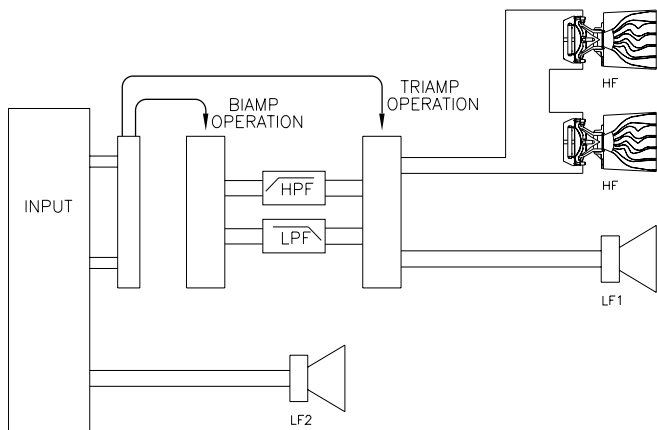 HF
TRIAMP
OPERATION
BIAMP
OPERATION
HPF
HF
INPUT
LPF
LF1
LF2